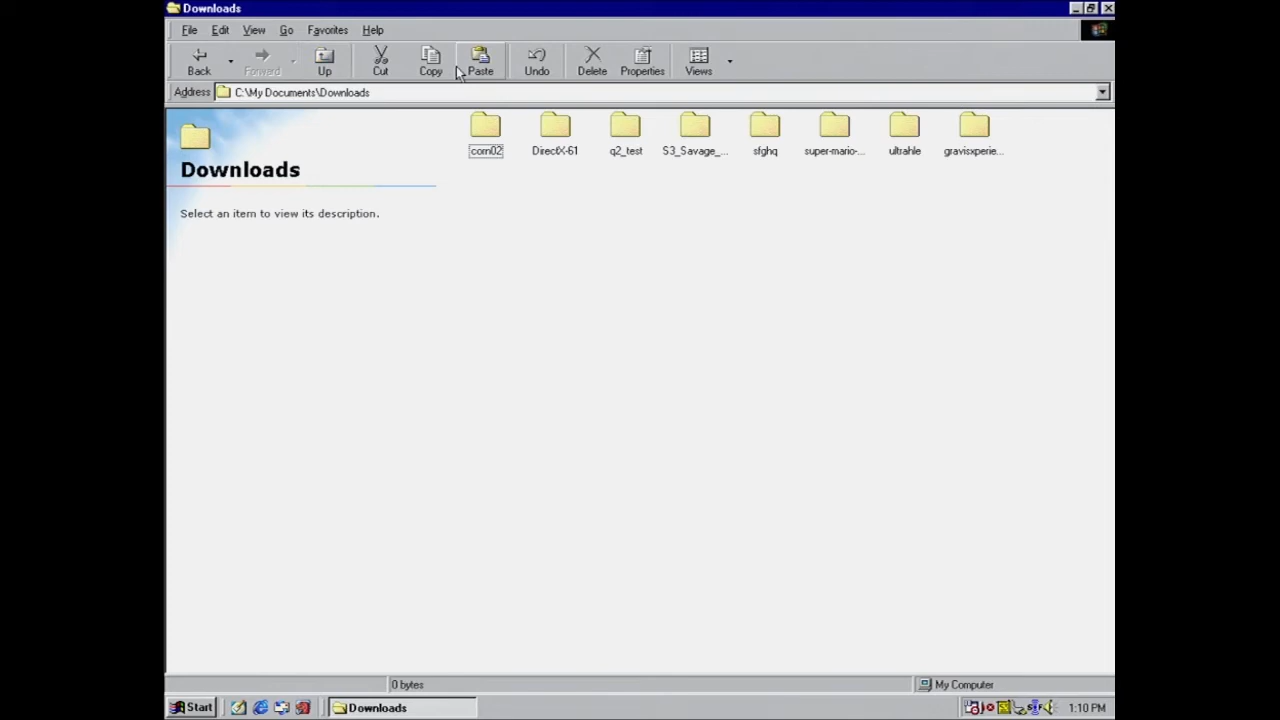 Downloads
File Edit View Go Favorites Help
Back Forward Up Cut Copy Paste Undo Delete Properties Views
Address C:\My Documents\Downloads
corn02 DirectX-61 q2_test S3_Savage_... sfghq super-mario-... ultrahle gravisxperie...
Downloads
Select an item to view its description.
0 bytes My Computer
Start Downloads 1:10 PM